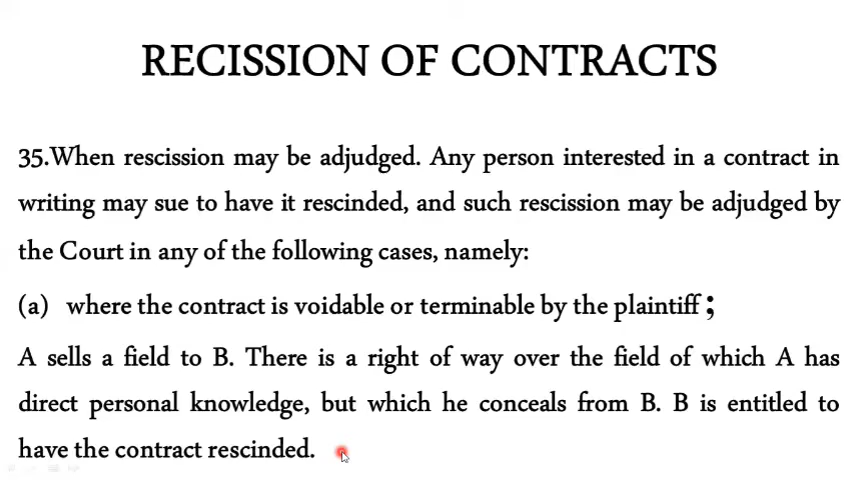 RECISSION OF CONTRACTS
35.When rescission may be adjudged. Any person interested in a contract in
writing may sue to have it rescinded, and such rescission may be adjudged by
the Court in any of the following cases, namely:
(a) where the contract is voidable or terminable by the plaintiff;
A sells a field to B. There is a right of way over the field of which A has
direct personal knowledge, but which he conceals from B. B is entitled to
have the contract rescinded.